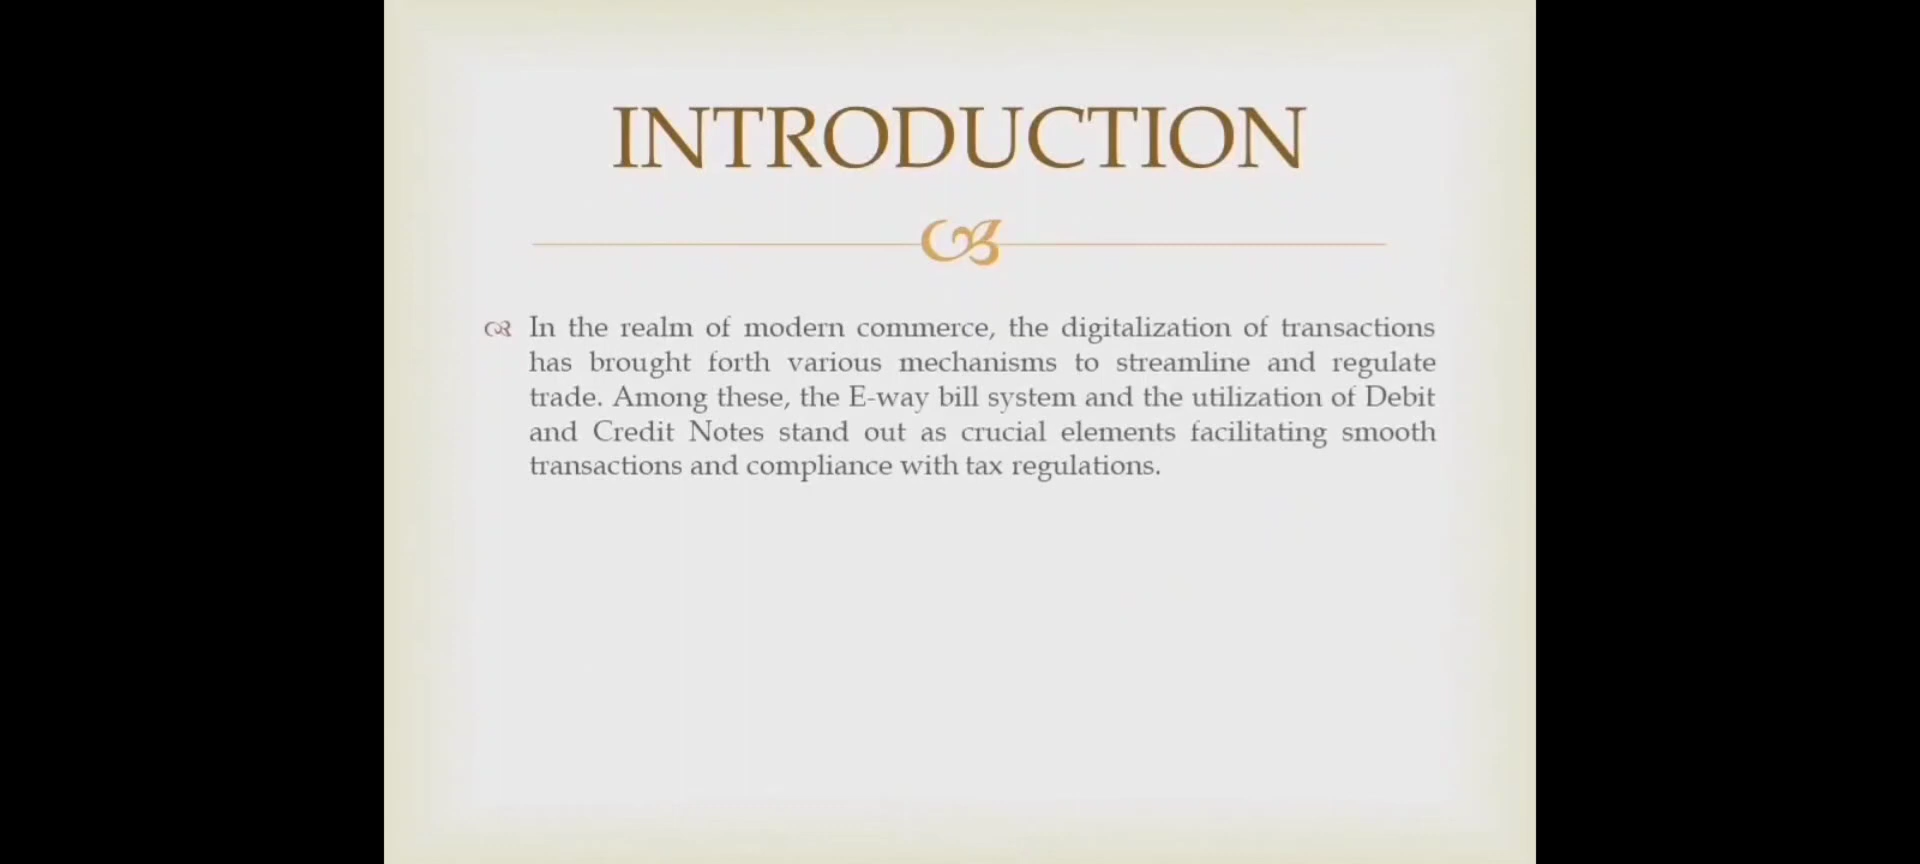 INTRODUCTION
In the realm of modern commerce, the digitalization of transactions
has brought forth various mechanisms to streamline and regulate
trade. Among these, the E-way bill system and the utilization of Debit
and Credit Notes stand out as crucial elements facilitating smooth
transactions and compliance with tax regulations.